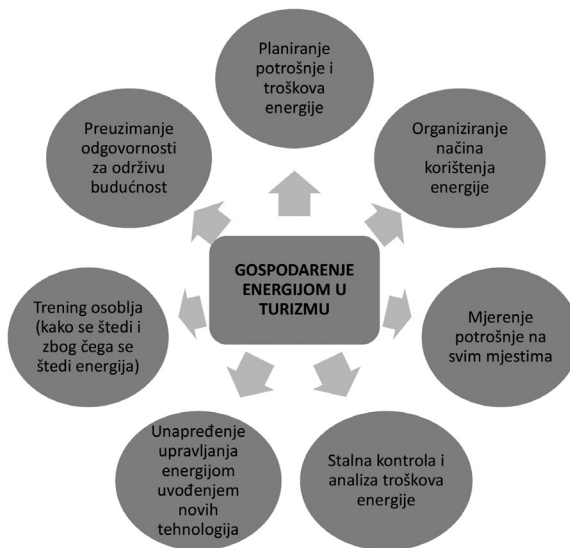 Planiranje
potrošnje i
troškova
energije
Organiziranje
načina
korištenja
energije
Mjerenje
potrošnje na
svim mjestima
Stalna kontrola i
analiza troškova
energije
Unapređenje
upravljanja
energijom
uvođenjem
novih
tehnologija
Trening osoblja
(kako se štedi i
zbog čega se
štedi energija)
Preuzimanje
odgovornosti
za održivu
budućnost
GOSPODARENJE
ENERGIJOM U
TURIZMU